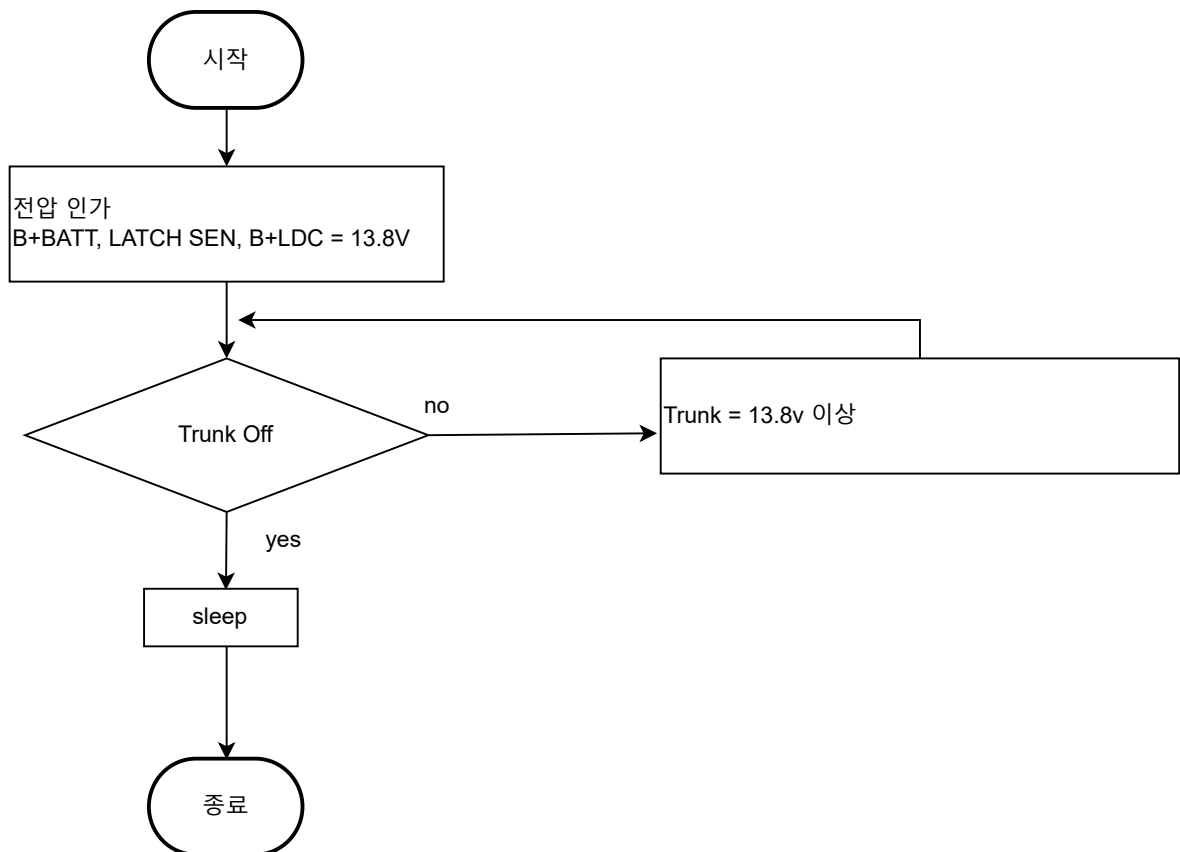 시작
전압 인가
B+BATT, LATCH SEN, B+LDC = 13.8V
Trunk Off
no
Trunk = 13.8v 이상
yes
sleep
종료